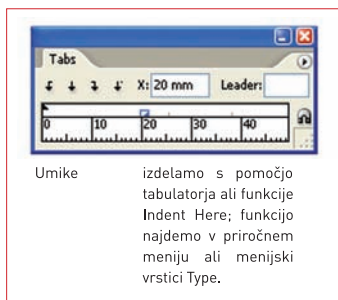 Tabs
X: 20 mm Leader:
0 10 20 30 40
Umike izdelamo s pomočjo
tabulatorja ali funkcije
Indent Here; funkcijo
najdemo v priročnem
meniju ali menijski
vrstici Type.